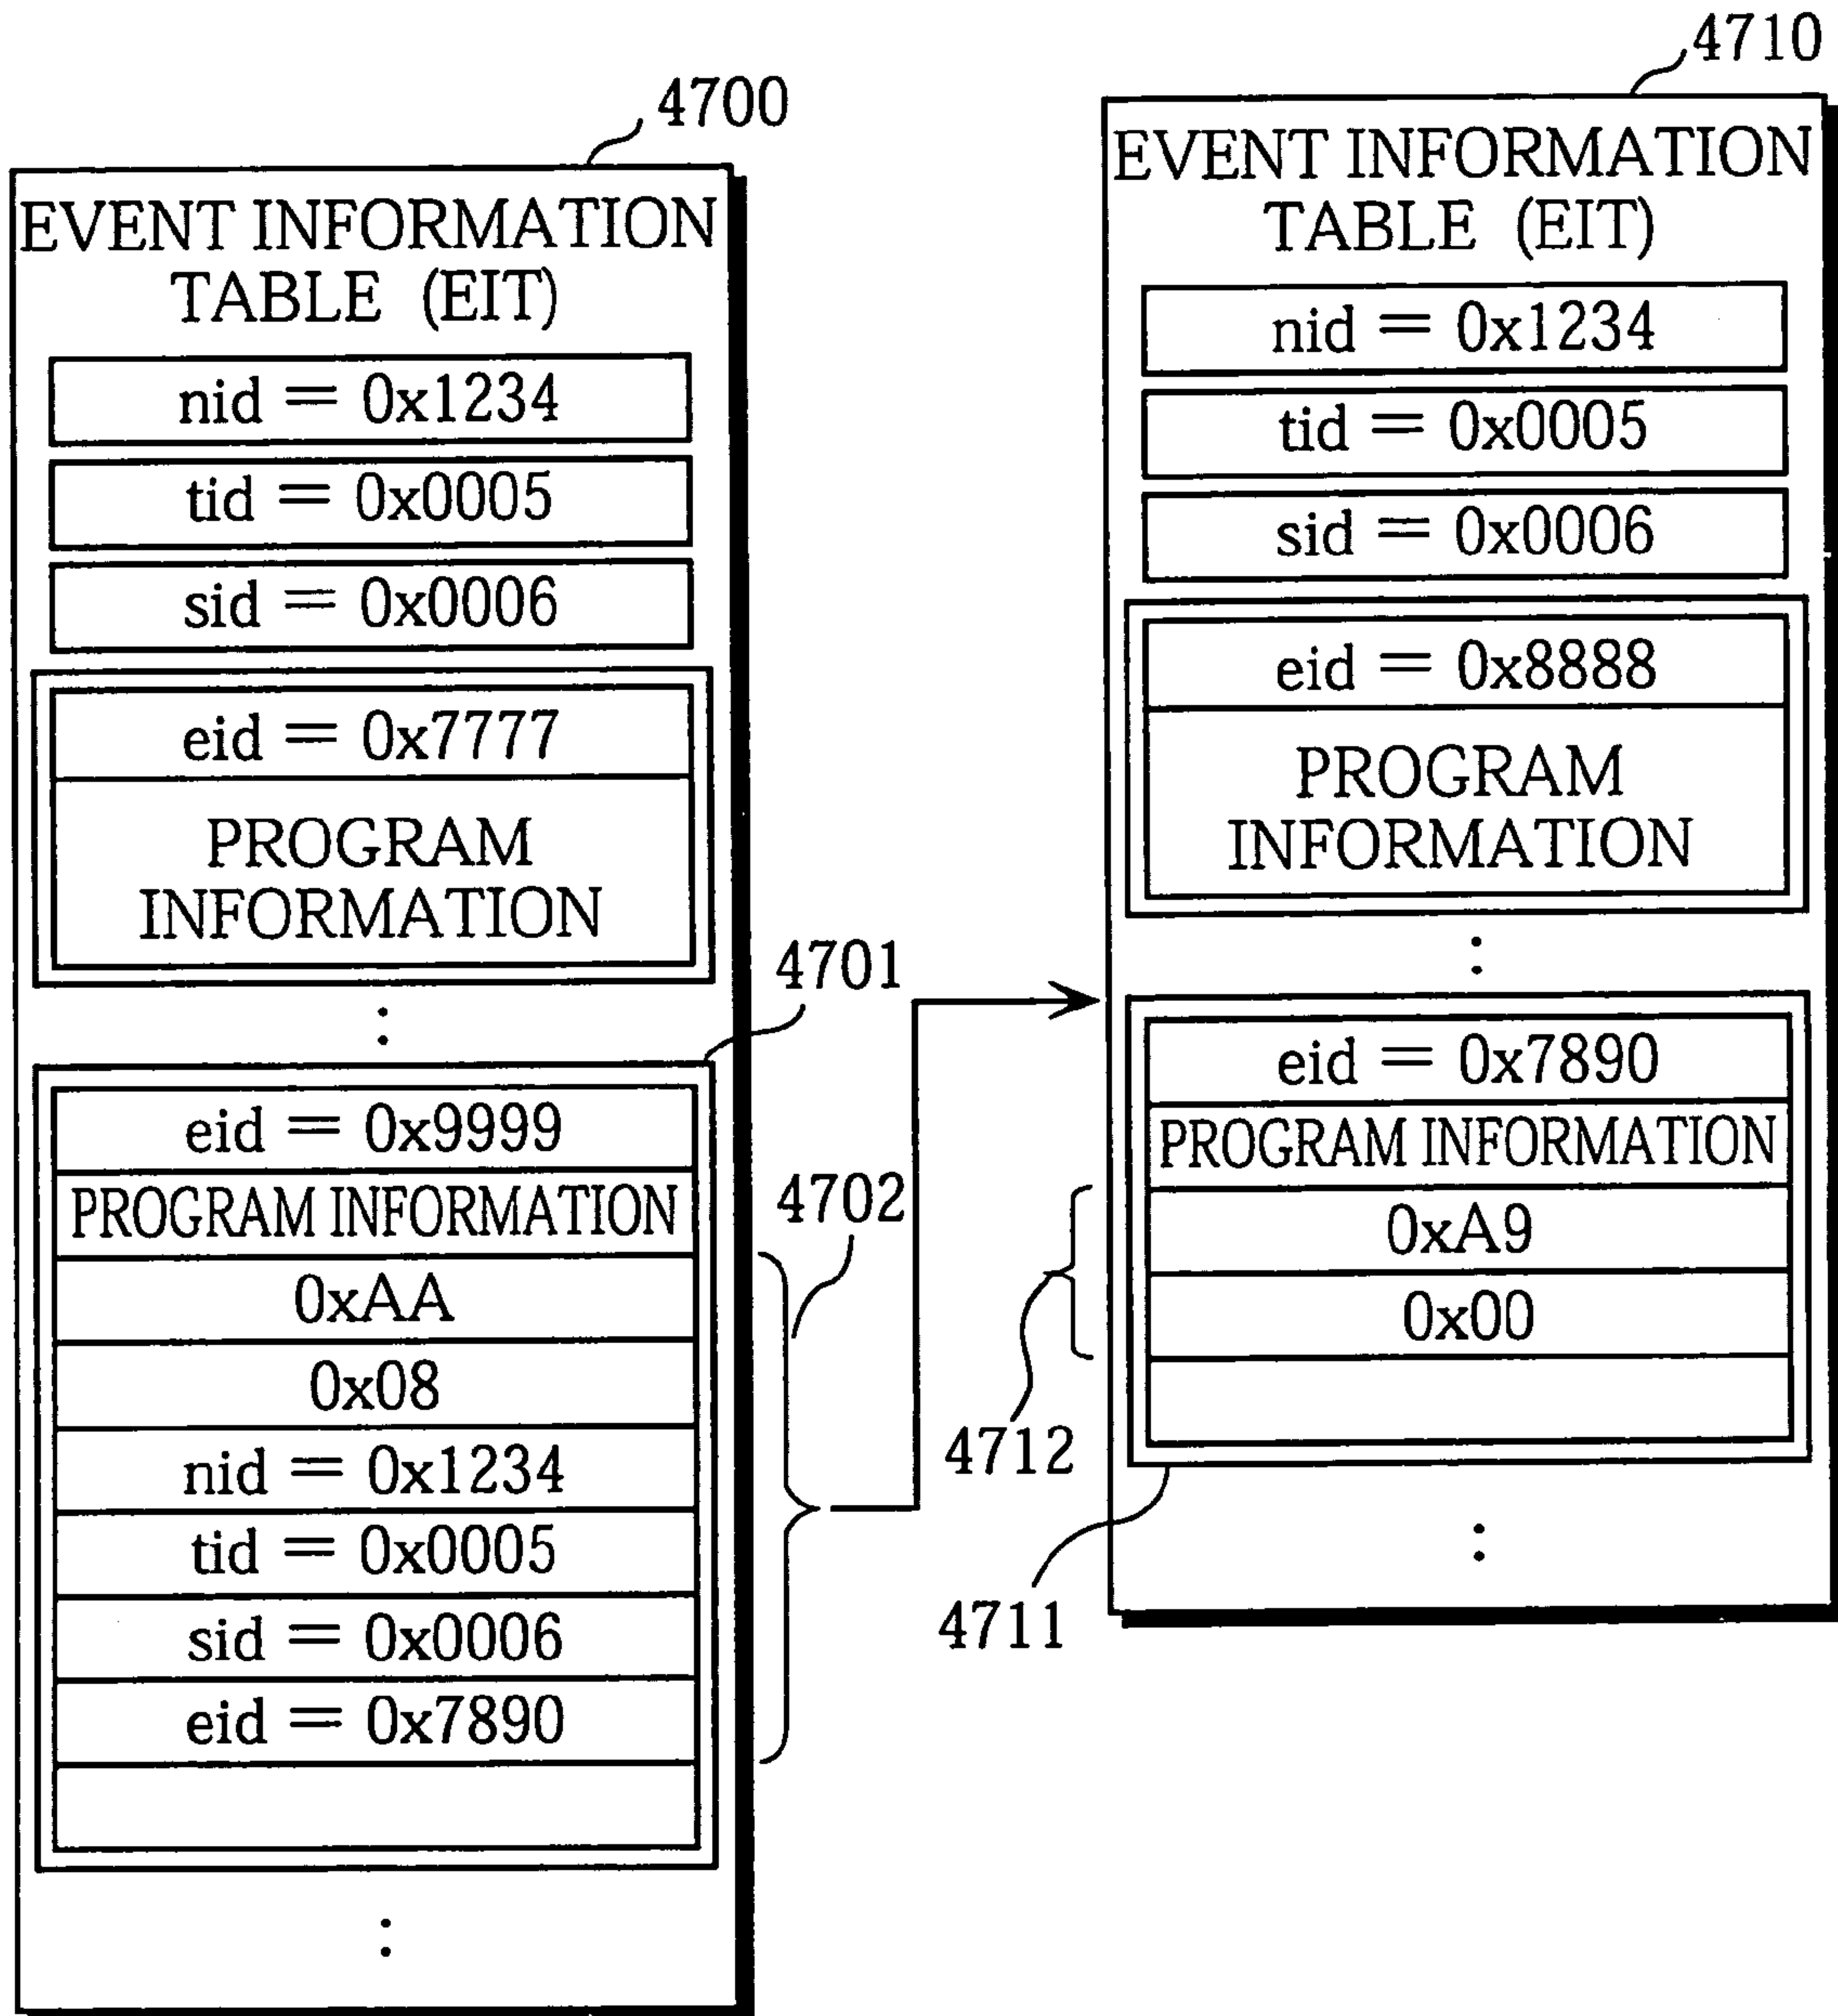 4700
EVENT INFORMATION
TABLE (EIT)
nid = 0x1234
tid = 0x0005
sid = 0x0006
eid = 0x7777
PROGRAM
INFORMATION
:
4701
eid = 0x9999
PROGRAM INFORMATION
4702
0xAA
0x08
nid = 0x1234
tid = 0x0005
sid = 0x0006
eid = 0x7890
:
4710
EVENT INFORMATION
TABLE (EIT)
nid = 0x1234
tid = 0x0005
sid = 0x0006
eid = 0x8888
PROGRAM
INFORMATION
:
eid = 0x7890
PROGRAM INFORMATION
0xA9
0x00
4712
4711
: